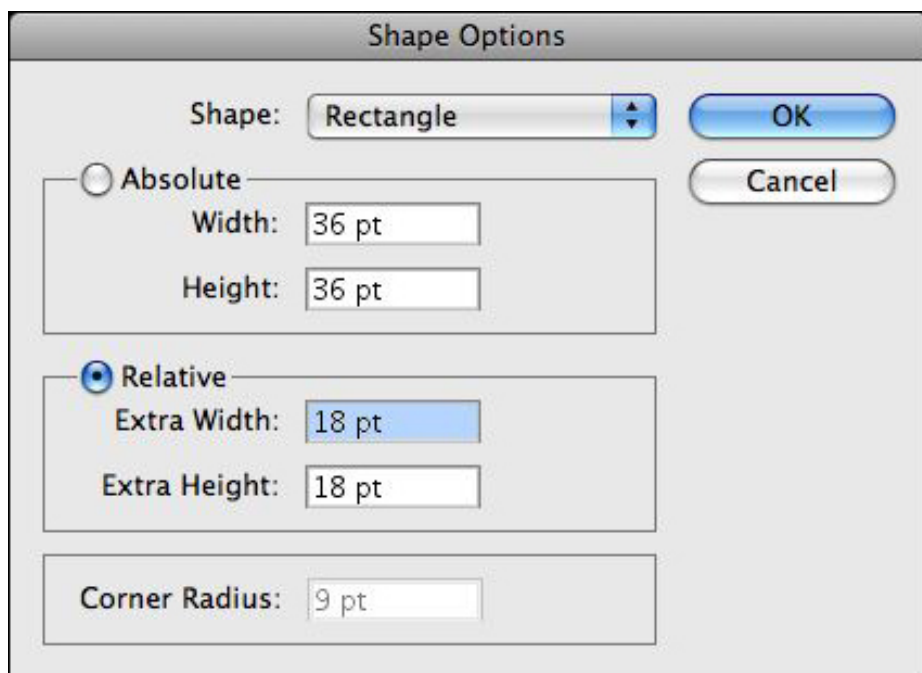 Shape Options
Shape: Rectangle OK
Absolute Cancel
Width: 36 pt
Height: 36 pt
Relative
Extra Width: 18 pt
Extra Height: 18 pt
Corner Radius: 9 pt